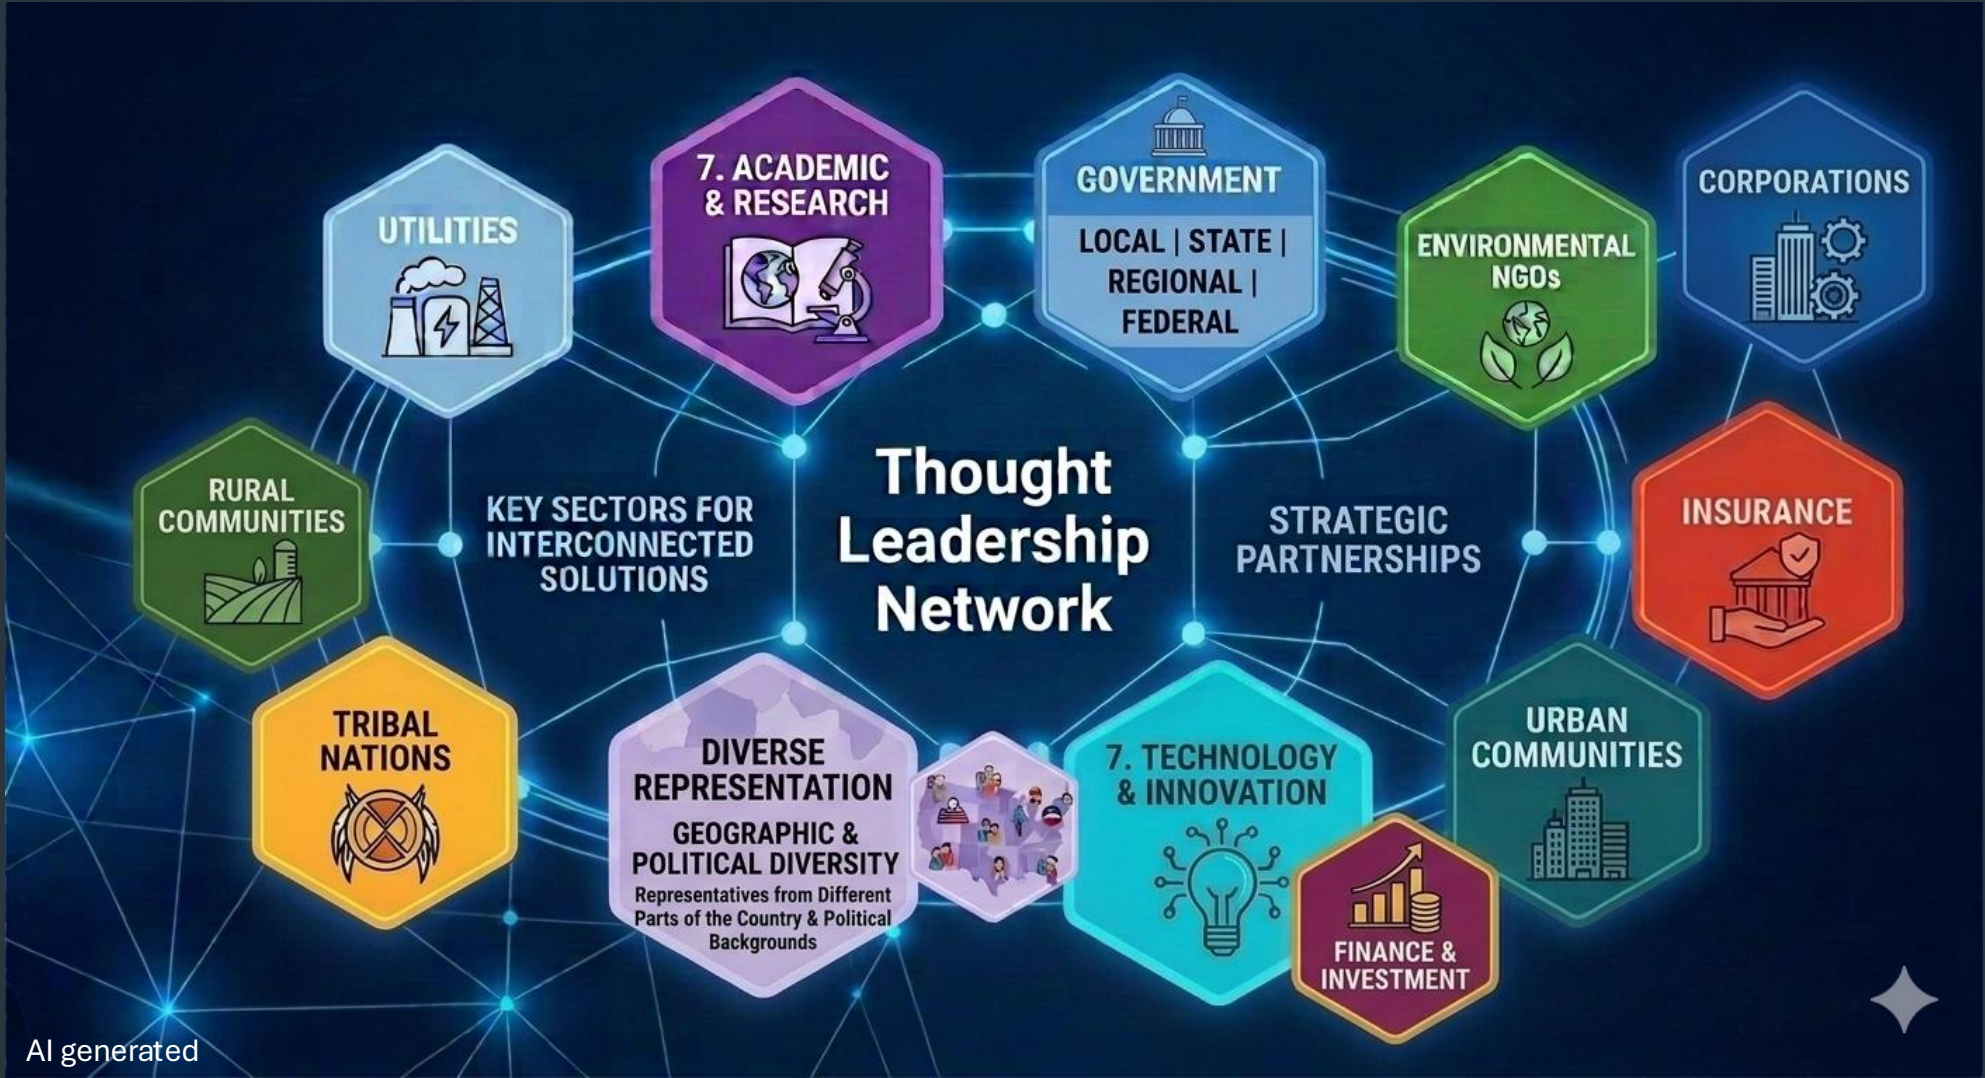 UTILITIES
7. ACADEMIC
& RESEARCH
GOVERNMENT
LOCAL | STATE |
REGIONAL |
FEDERAL
ENVIRONMENTAL
NGOs
CORPORATIONS
RURAL
COMMUNITIES
KEY SECTORS FOR
INTERCONNECTED
SOLUTIONS
Thought
Leadership
Network
STRATEGIC
PARTNERSHIPS
INSURANCE
TRIBAL
NATIONS
DIVERSE
REPRESENTATION
GEOGRAPHIC &
POLITICAL DIVERSITY
Representatives from Different
Parts of the Country & Political
Backgrounds
7. TECHNOLOGY
& INNOVATION
URBAN
COMMUNITIES
FINANCE &
INVESTMENT
AI generated